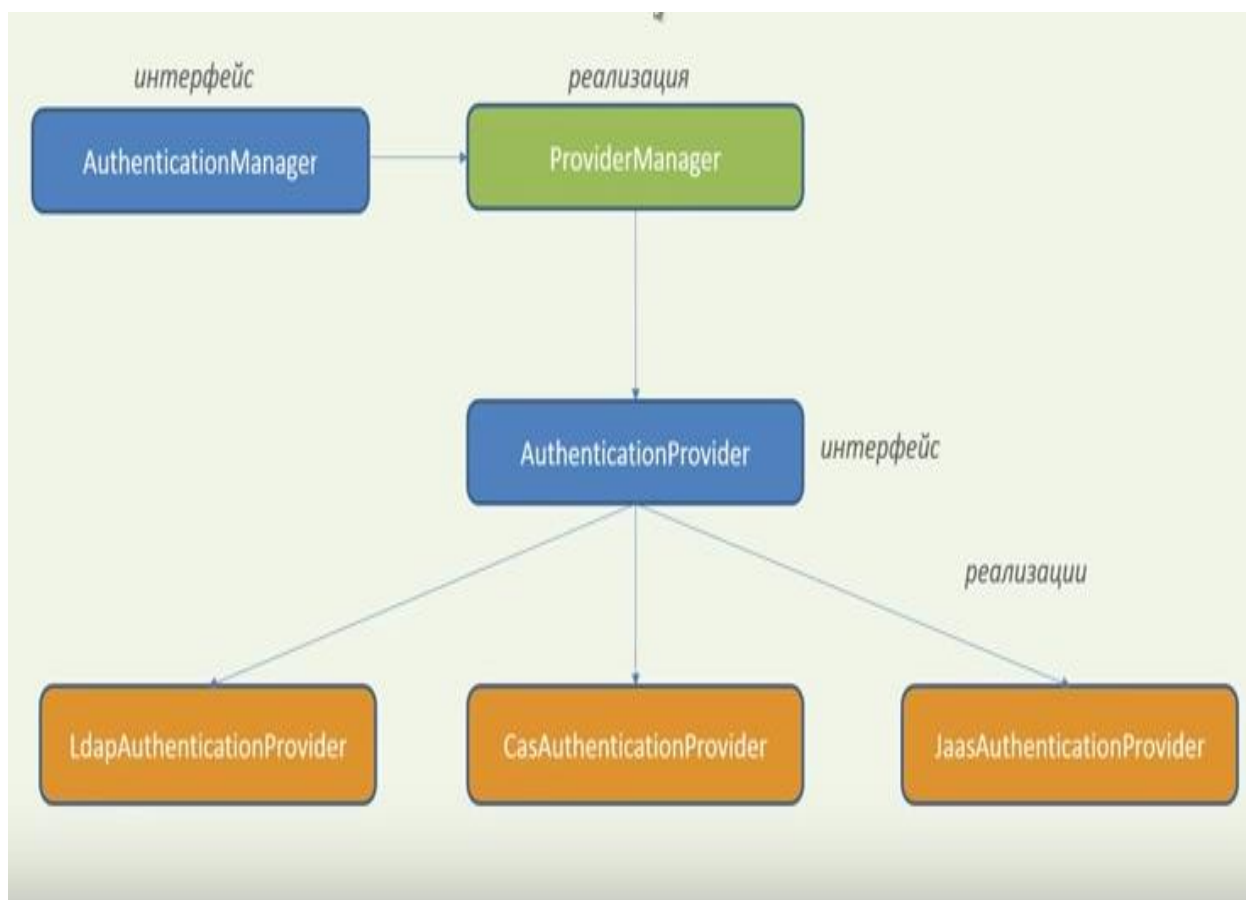 интерфейс
реализация
AuthenticationManager
ProviderManager
AuthenticationProvider
интерфейс
реализации
LdapAuthenticationProvider
CasAuthenticationProvider
JaasAuthenticationProvider